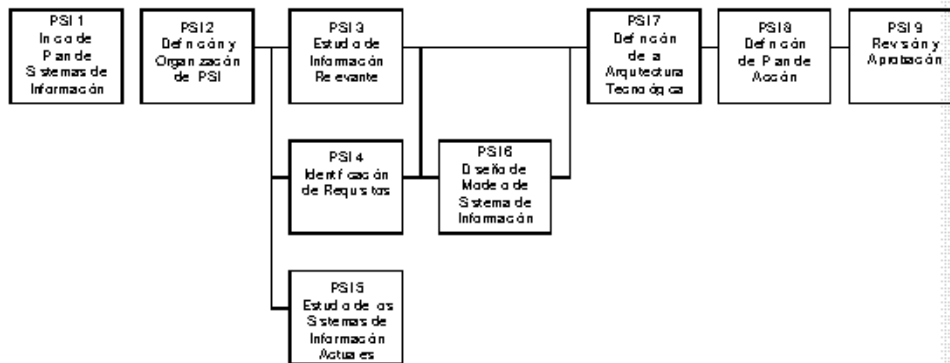 PSI 1
Inicio de
Plan de
Sistemas de
Información
PSI 2
Definición y
Organización
de PSI
PSI 3
Estudio de
Información
Relevante
PSI 4
Identificación
de Requisitos
PSI 5
Estudio de los
Sistemas de
Información
Actuales
PSI 6
Diseño de
Modelo de
Sistema de
Información
PSI 7
Definición
de la
Arquitectura
Tecnológica
PSI 8
Definición
de Plan de
Acción
PSI 9
Revisión y
Aprobación